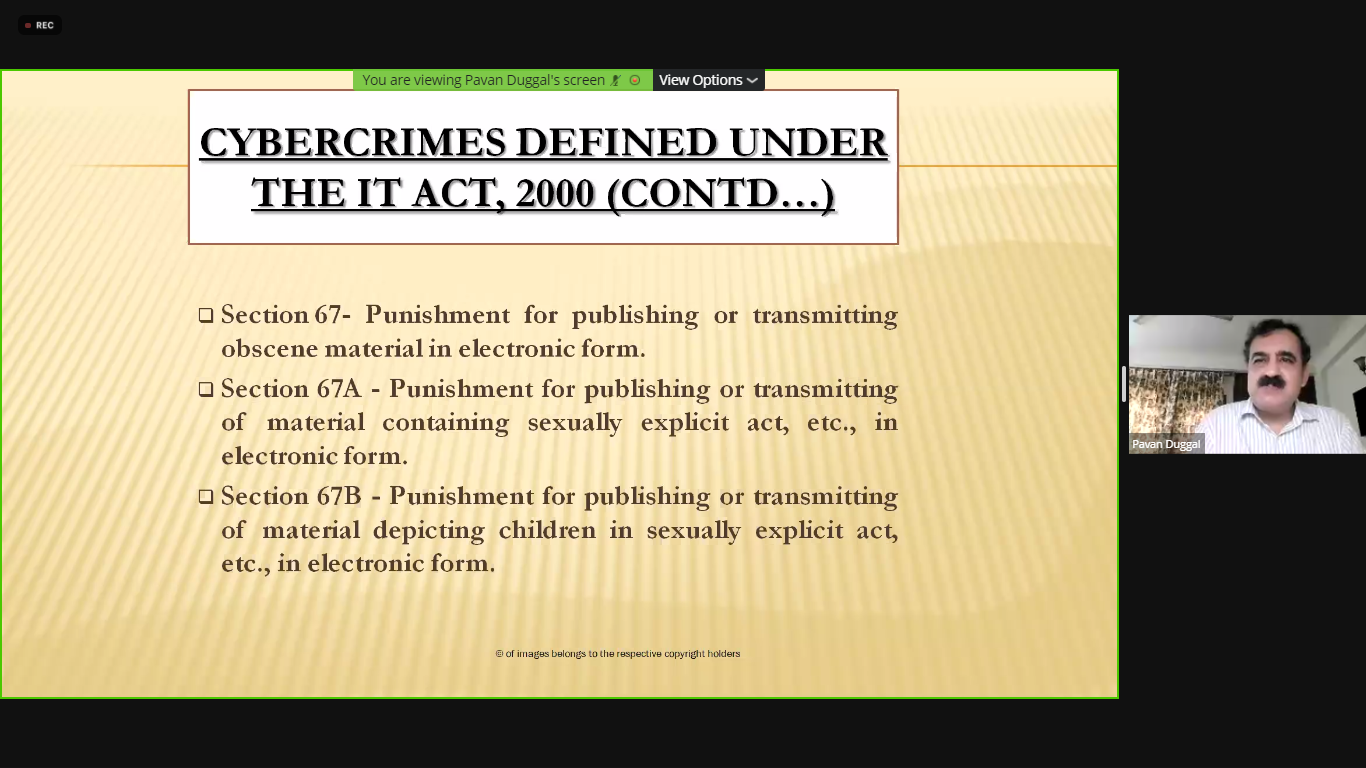 REC
You are viewing Pavan Duggal's screen
View Options
CYBERCRIMES DEFINED UNDER
THE IT ACT, 2000 (CONTD…)
❑ Section 67- Punishment for publishing or transmitting
obscene material in electronic form.
❑ Section 67A - Punishment for publishing or transmitting
of material containing sexually explicit act, etc., in
electronic form.
❑ Section 67B - Punishment for publishing or transmitting
of material depicting children in sexually explicit act,
etc., in electronic form.
Pavan Duggal
© of images belongs to the respective copyright holders